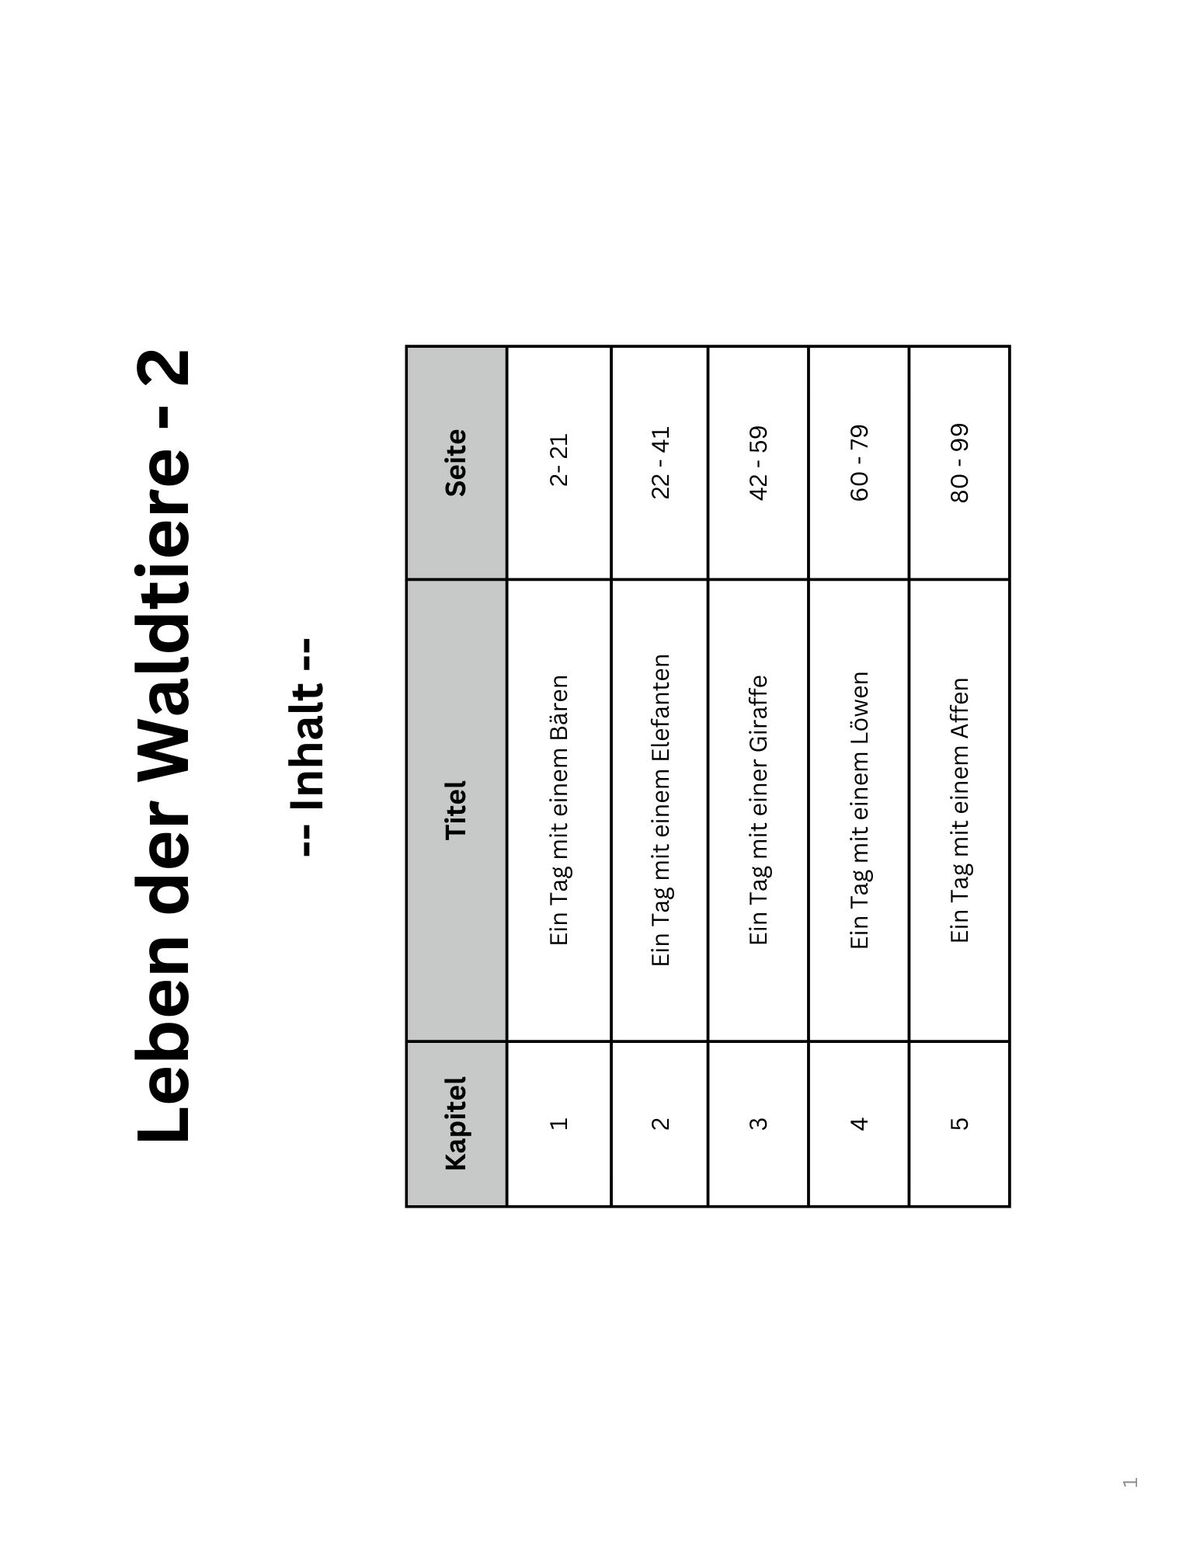 Leben der Waldtiere - 2
-- Inhalt --
Kapitel Titel Seite
1 Ein Tag mit einem Bären 2- 21
2 Ein Tag mit einem Elefanten 22 - 41
3 Ein Tag mit einer Giraffe 42 - 59
4 Ein Tag mit einem Löwen 60 - 79
5 Ein Tag mit einem Affen 80 - 99
1